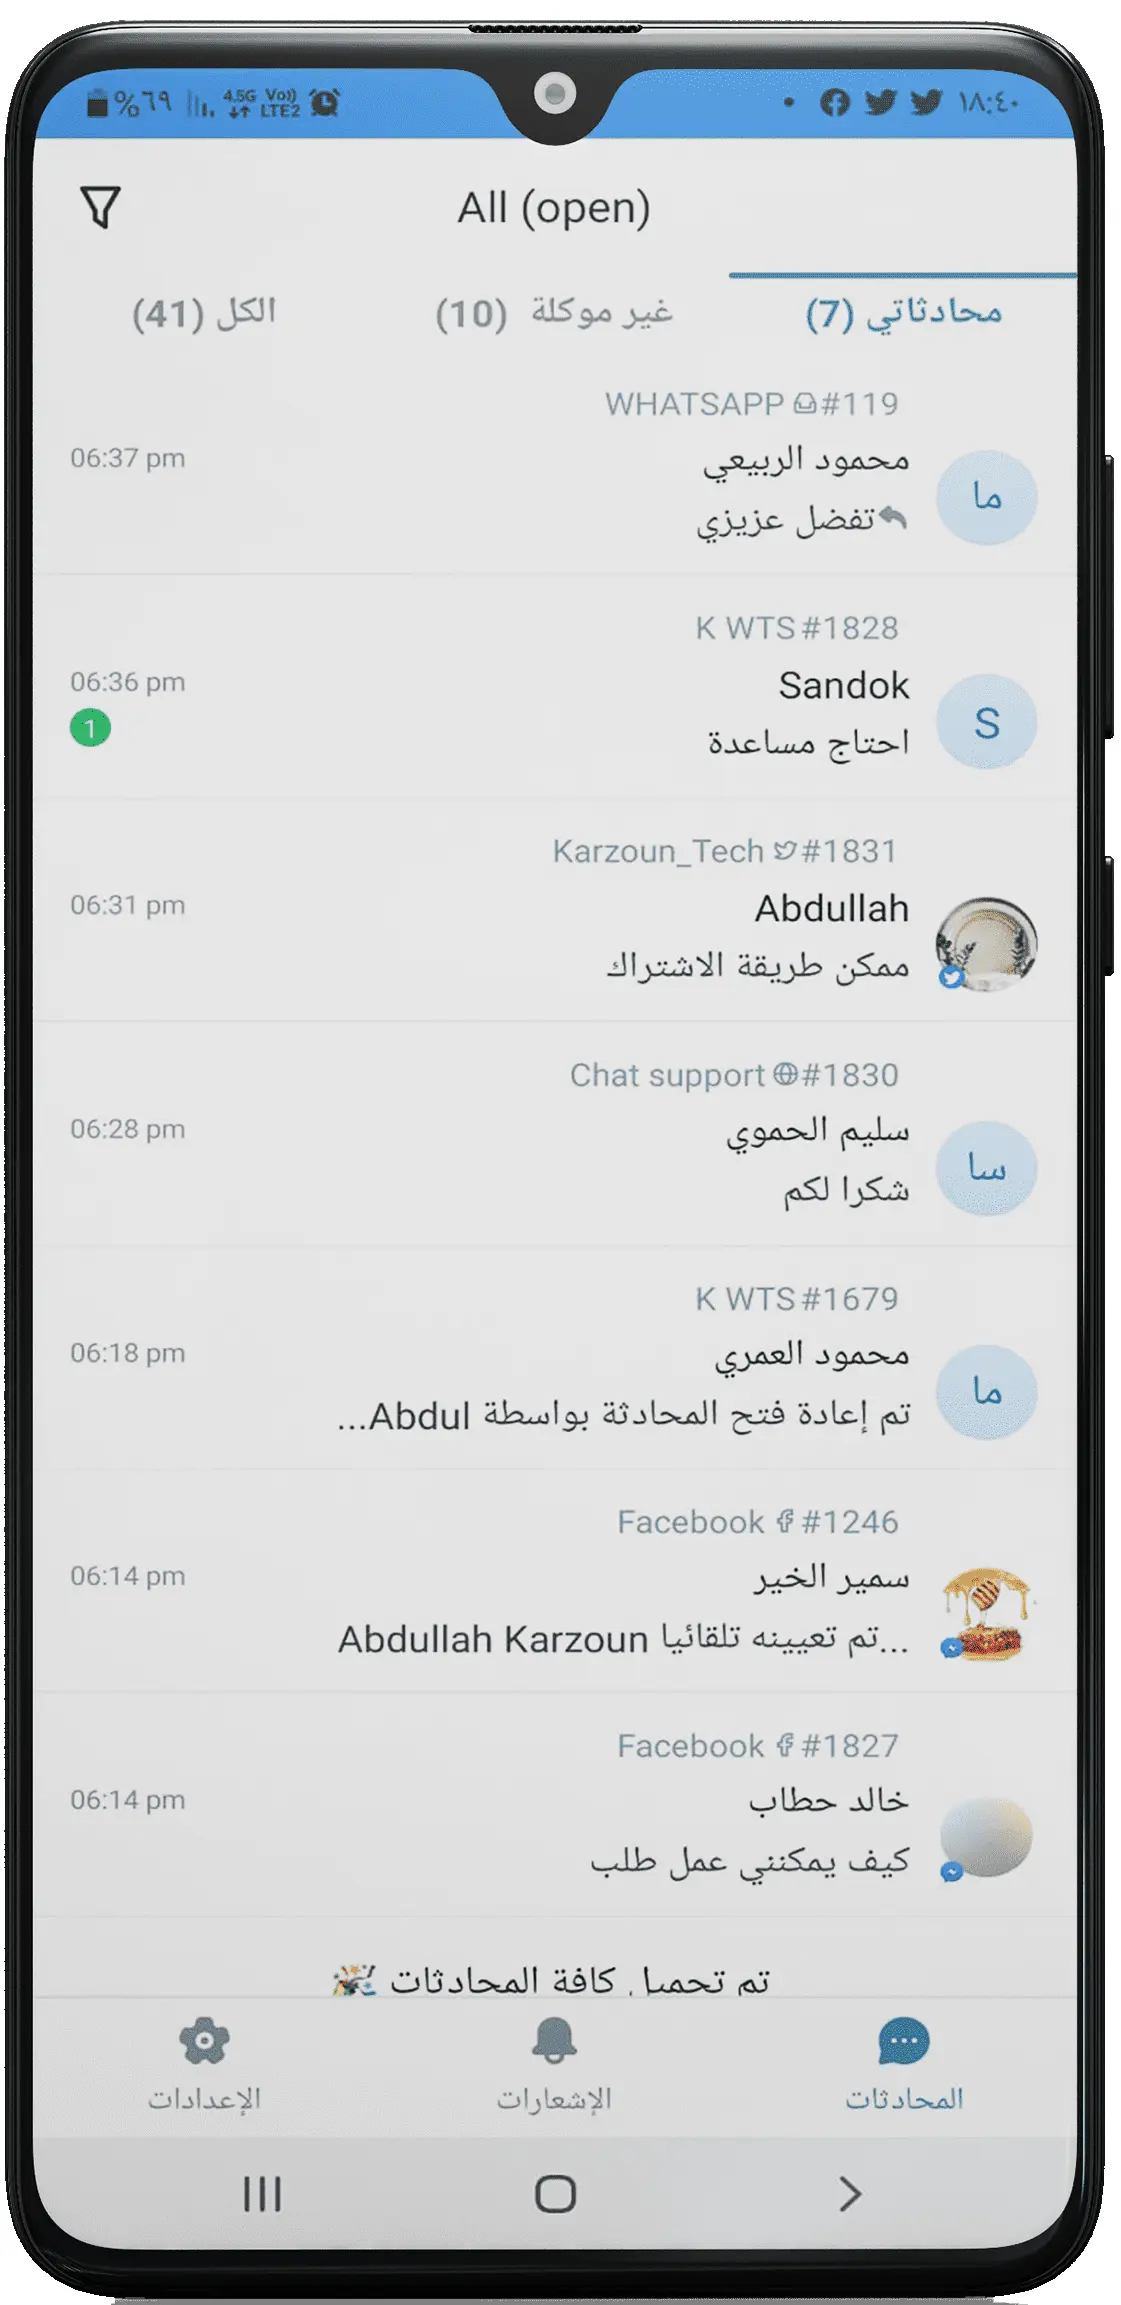 ١٨:٤٠ 4.5G Vo)) LTE2 %٦٩
All (open)
محادثاتي (7) غير موكلة (10) الكل (41)
WHATSAPP #119
محمود الربيعي 06:37 pm
ما
تفضل عزيزي
K WTS #1828
Sandok 06:36 pm
S
احتاج مساعدة 1
Karzoun_Tech #1831
Abdullah 06:31 pm
ممكن طريقة الاشتراك
Chat support #1830
سليم الحموي 06:28 pm
سا
شكرا لكم
K WTS #1679
محمود العمري 06:18 pm
ما
تم إعادة فتح المحادثة بواسطة Abdul...
Facebook #1246
سمير الخير 06:14 pm
...تم تعيينه تلقائيا Abdullah Karzoun
Facebook #1827
خالد حطاب 06:14 pm
كيف يمكنني عمل طلب
تم تحميل كافة المحادثات
المحادثات الإشعارات الإعدادات